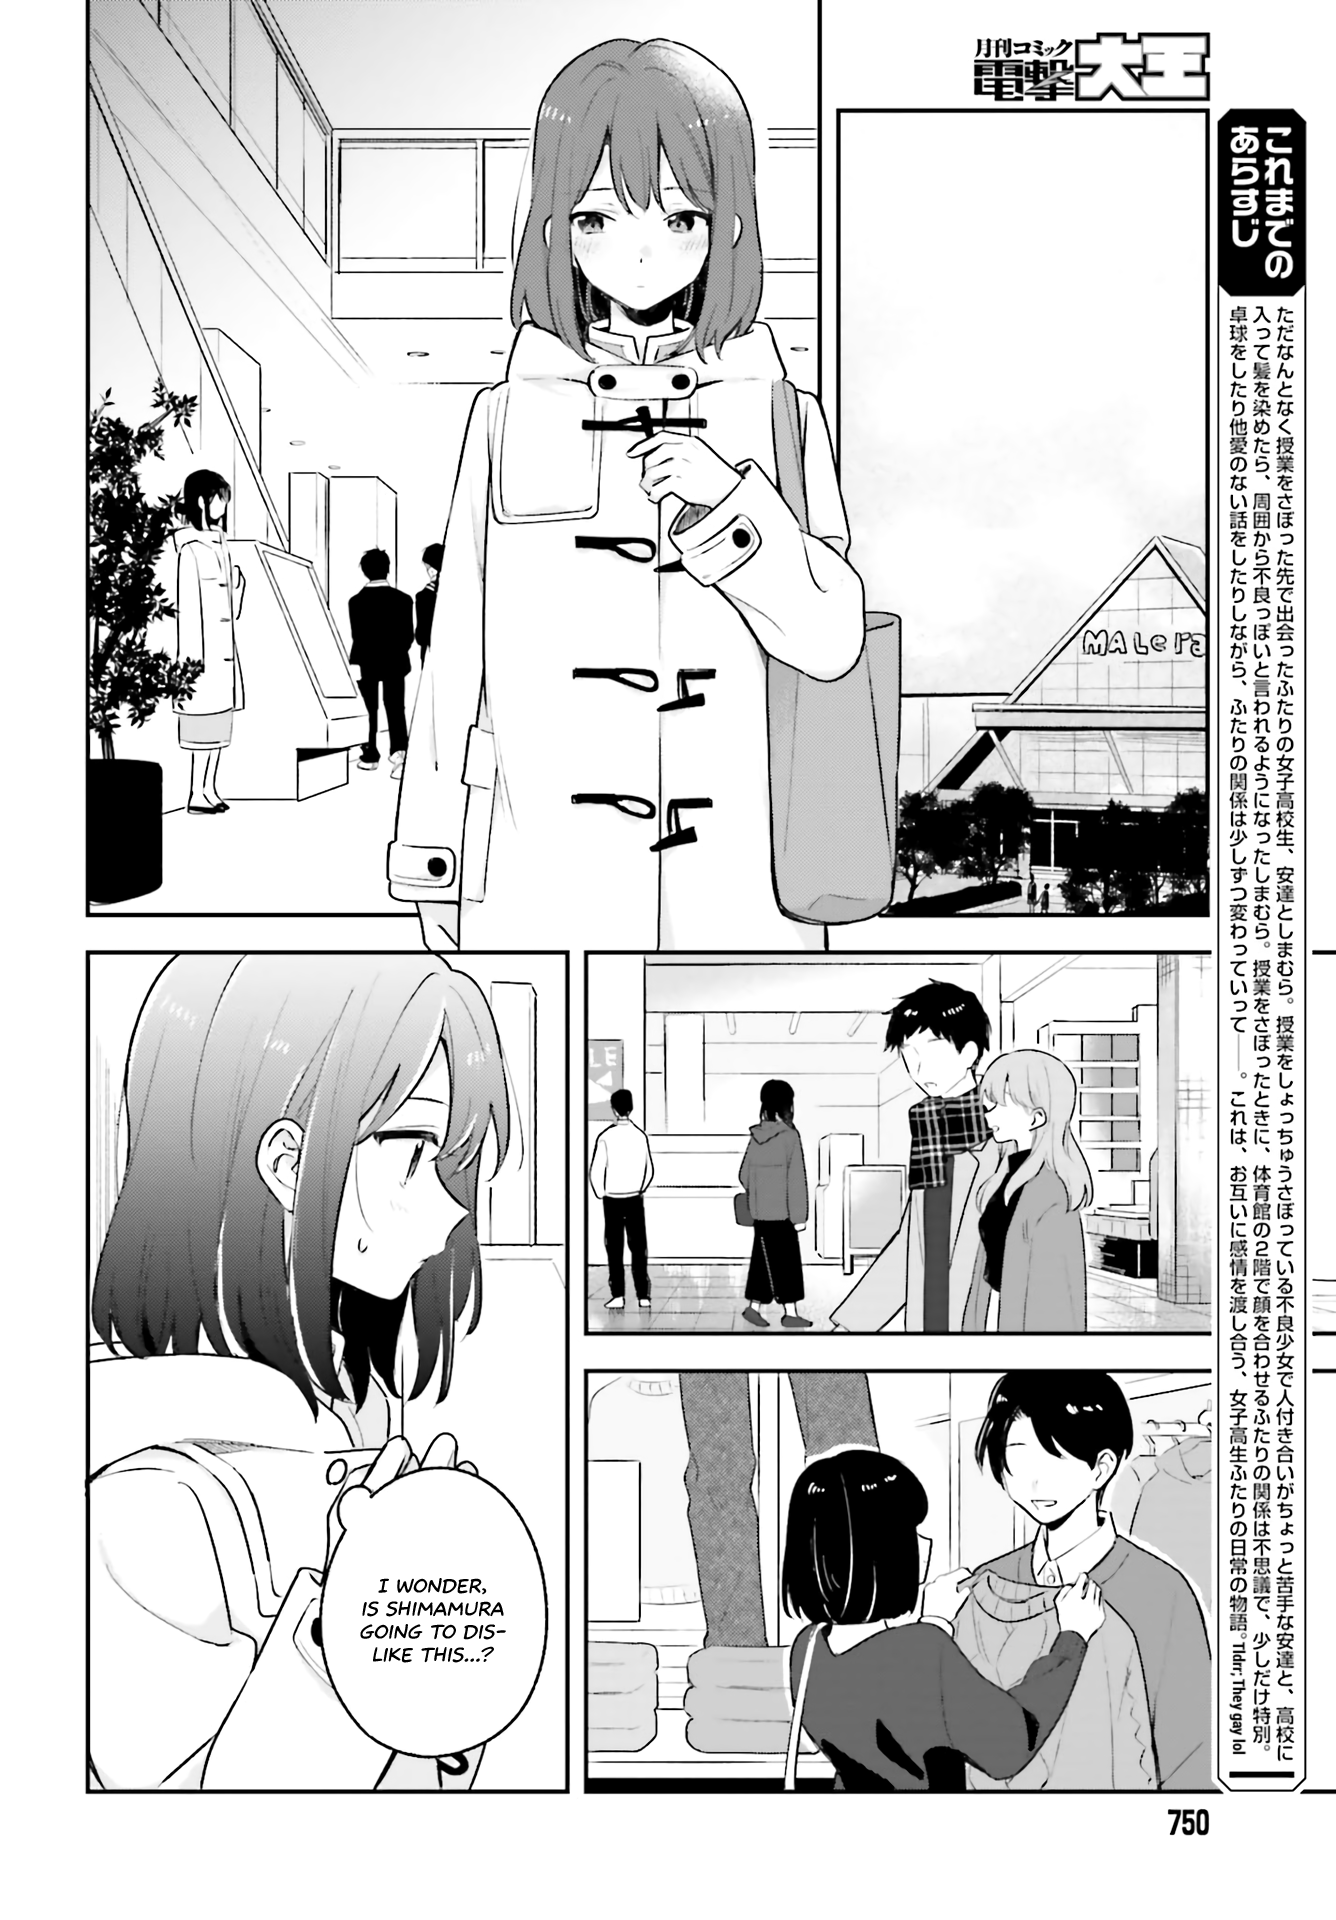 月刊コミック
電撃大王
これまでの
あらすじ
ただなんとなく授業をさぼった先で出会ったふたりの女子高校生、安達としまむら。授業をしょっちゅうさぼっている不良少女で人付き合いがちょっと苦手な安達と、高校に
入って髪を染めたら、周囲から不良っぽいと言われるようになったしまむら。授業をさぼったときに、体育館の2階で顔を合わせるふたりの関係は不思議で、少しだけ特別。
卓球をしたり他愛のない話をしたりしながら、ふたりの関係は少しずつ変わっていって――。これは、お互いに感情を渡し合う、女子高生ふたりの日常の物語。Tldr; They gay lol
MALera
LE
I WONDER,
IS SHIMAMURA
GOING TO DIS-
LIKE THIS...?
750